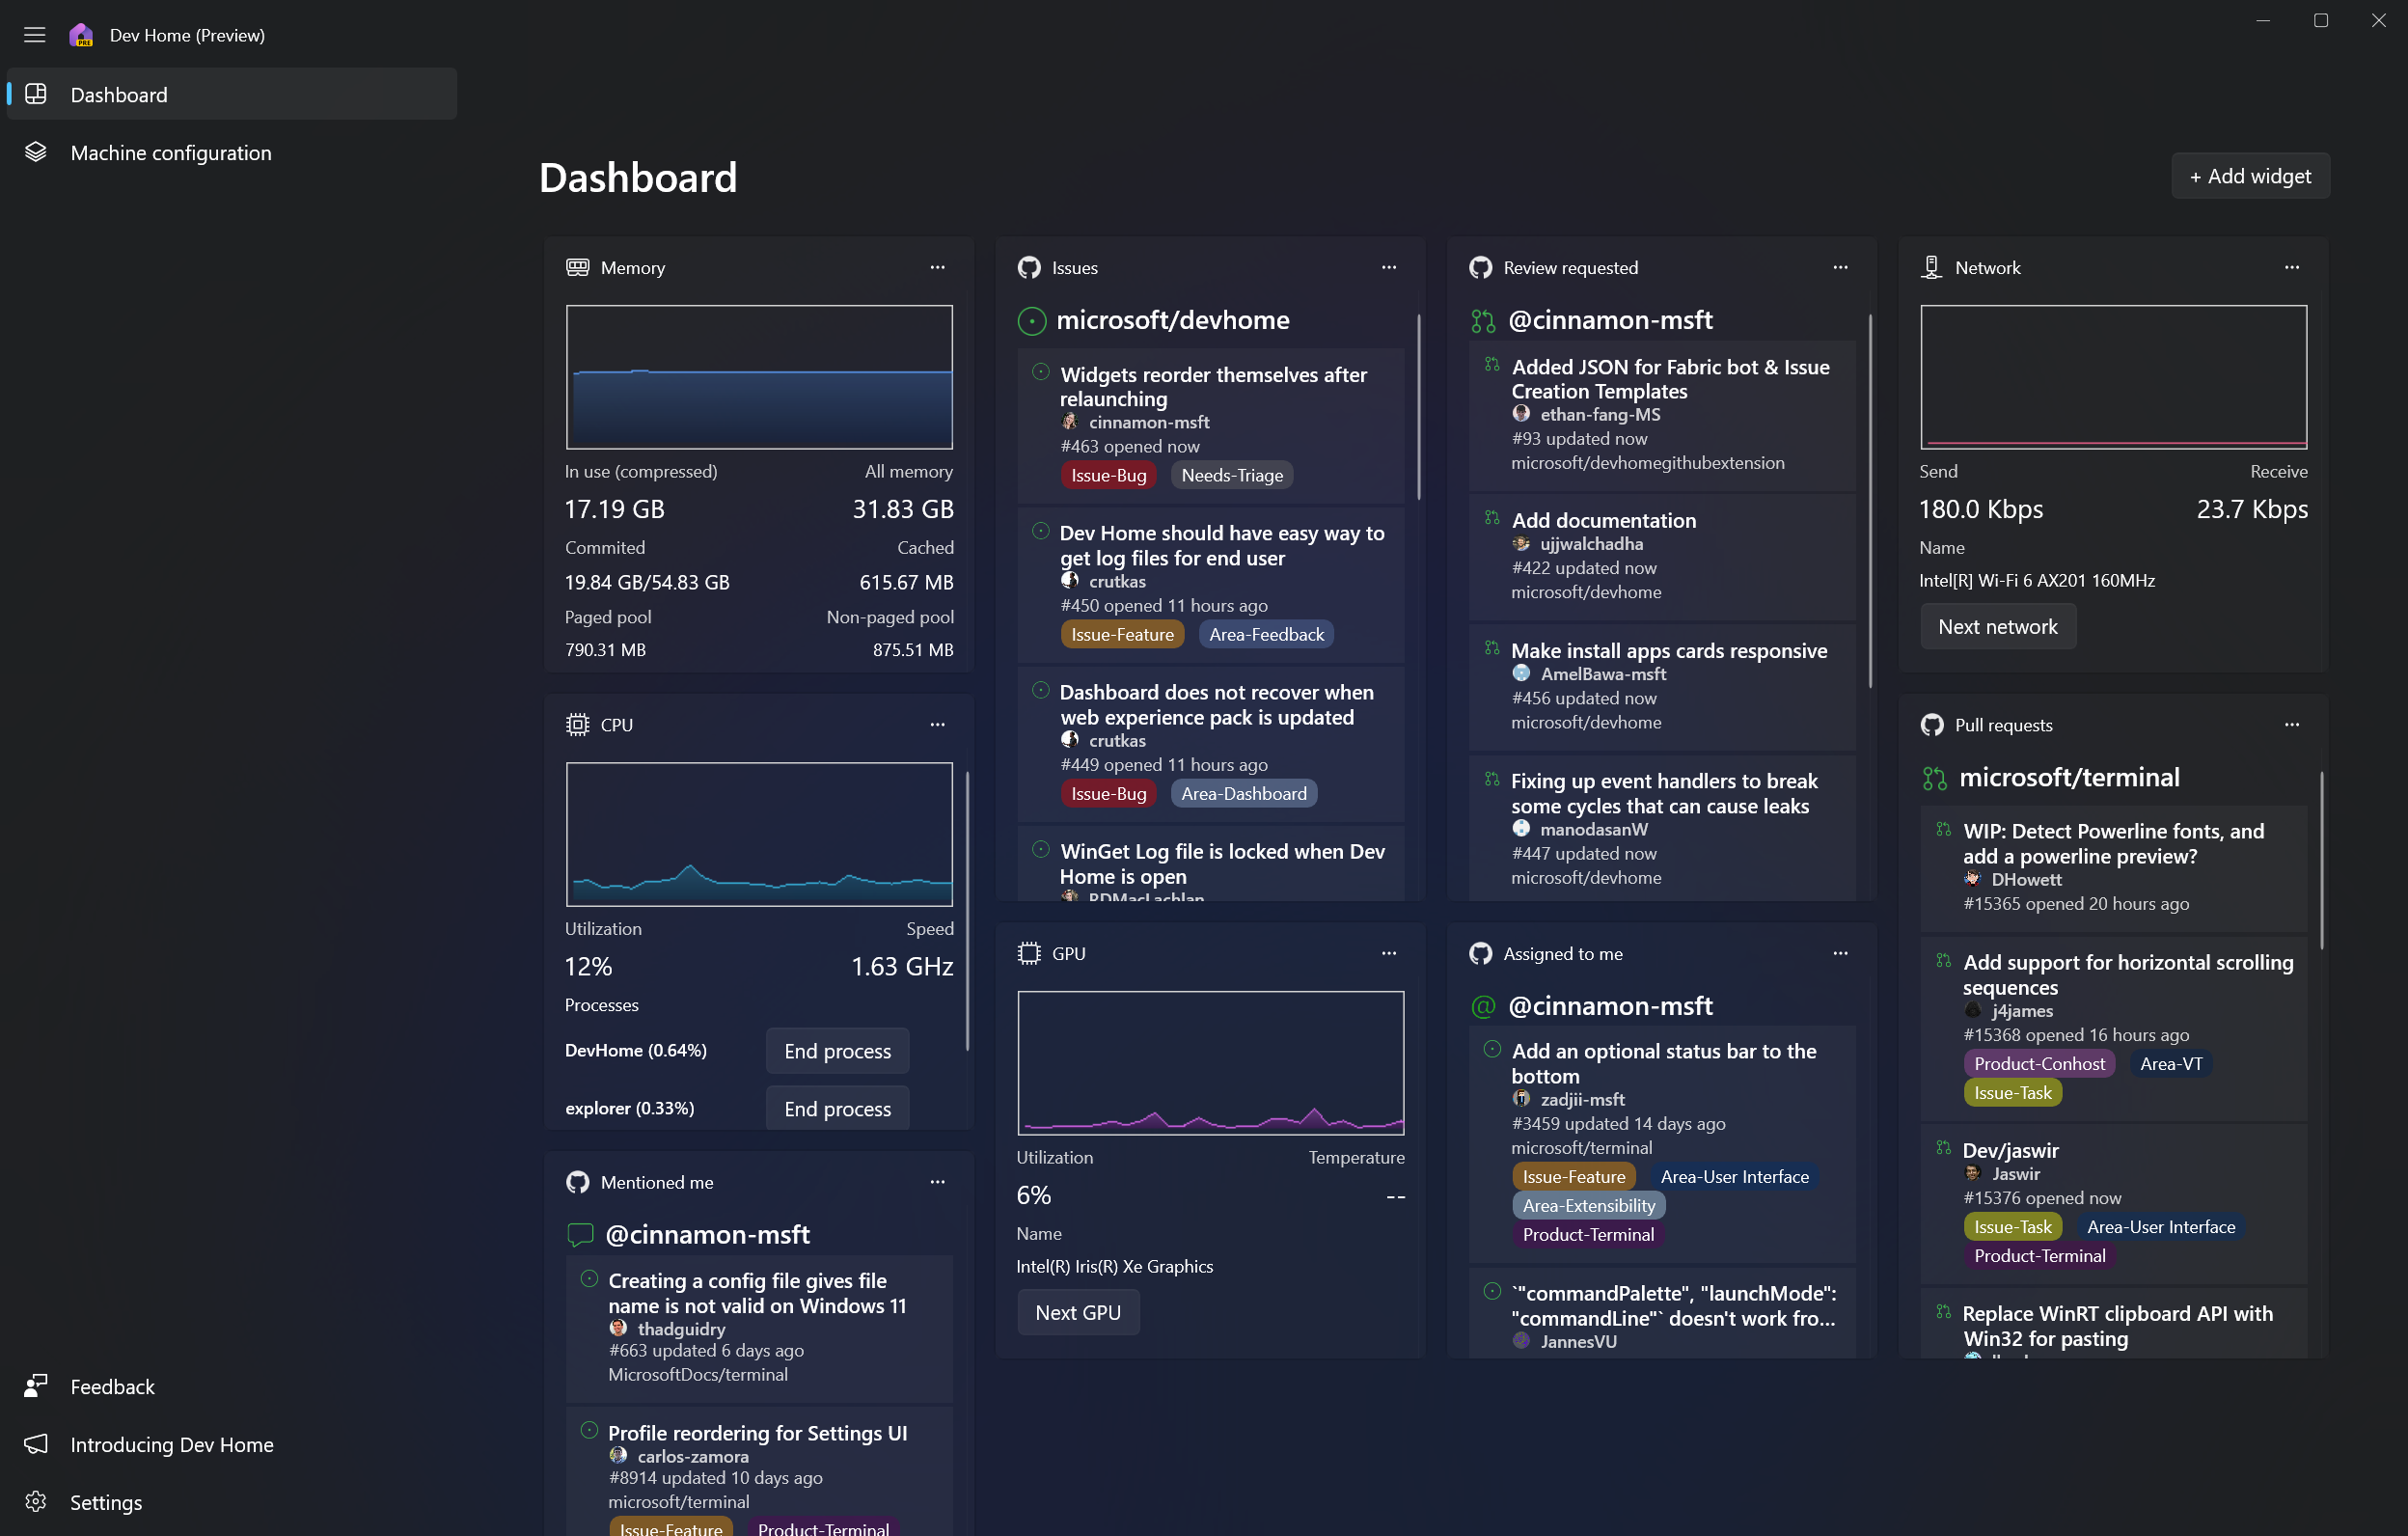 Dev Home (Preview)
PRE
Dashboard
Machine configuration
Feedback
Introducing Dev Home
Settings
Dashboard
+ Add widget
Memory
In use (compressed) All memory
17.19 GB 31.83 GB
Commited Cached
19.84 GB/54.83 GB 615.67 MB
Paged pool Non-paged pool
790.31 MB 875.51 MB
CPU
Utilization Speed
12% 1.63 GHz
Processes
DevHome (0.64%) End process
explorer (0.33%) End process
Mentioned me
@cinnamon-msft
Creating a config file gives file
name is not valid on Windows 11
thadguidry
#663 updated 6 days ago
MicrosoftDocs/terminal
Profile reordering for Settings UI
carlos-zamora
#8914 updated 10 days ago
microsoft/terminal
Issue-Feature Product-Terminal
Issues
microsoft/devhome
Widgets reorder themselves after
relaunching
cinnamon-msft
#463 opened now
Issue-Bug Needs-Triage
Dev Home should have easy way to
get log files for end user
crutkas
#450 opened 11 hours ago
Issue-Feature Area-Feedback
Dashboard does not recover when
web experience pack is updated
crutkas
#449 opened 11 hours ago
Issue-Bug Area-Dashboard
WinGet Log file is locked when Dev
Home is open
RDMacLachlan
GPU
Utilization Temperature
6% --
Name
Intel(R) Iris(R) Xe Graphics
Next GPU
Review requested
@cinnamon-msft
Added JSON for Fabric bot & Issue
Creation Templates
ethan-fang-MS
#93 updated now
microsoft/devhomegithubextension
Add documentation
ujjwalchadha
#422 updated now
microsoft/devhome
Make install apps cards responsive
AmelBawa-msft
#456 updated now
microsoft/devhome
Fixing up event handlers to break
some cycles that can cause leaks
manodasanW
#447 updated now
microsoft/devhome
Assigned to me
@cinnamon-msft
Add an optional status bar to the
bottom
zadjii-msft
#3459 updated 14 days ago
microsoft/terminal
Issue-Feature Area-User Interface
Area-Extensibility
Product-Terminal
`"commandPalette", "launchMode":
"commandLine"` doesn't work fro...
JannesVU
Network
Send Receive
180.0 Kbps 23.7 Kbps
Name
Intel[R] Wi-Fi 6 AX201 160MHz
Next network
Pull requests
microsoft/terminal
WIP: Detect Powerline fonts, and
add a powerline preview?
DHowett
#15365 opened 20 hours ago
Add support for horizontal scrolling
sequences
j4james
#15368 opened 16 hours ago
Product-Conhost Area-VT
Issue-Task
Dev/jaswir
Jaswir
#15376 opened now
Issue-Task Area-User Interface
Product-Terminal
Replace WinRT clipboard API with
Win32 for pasting